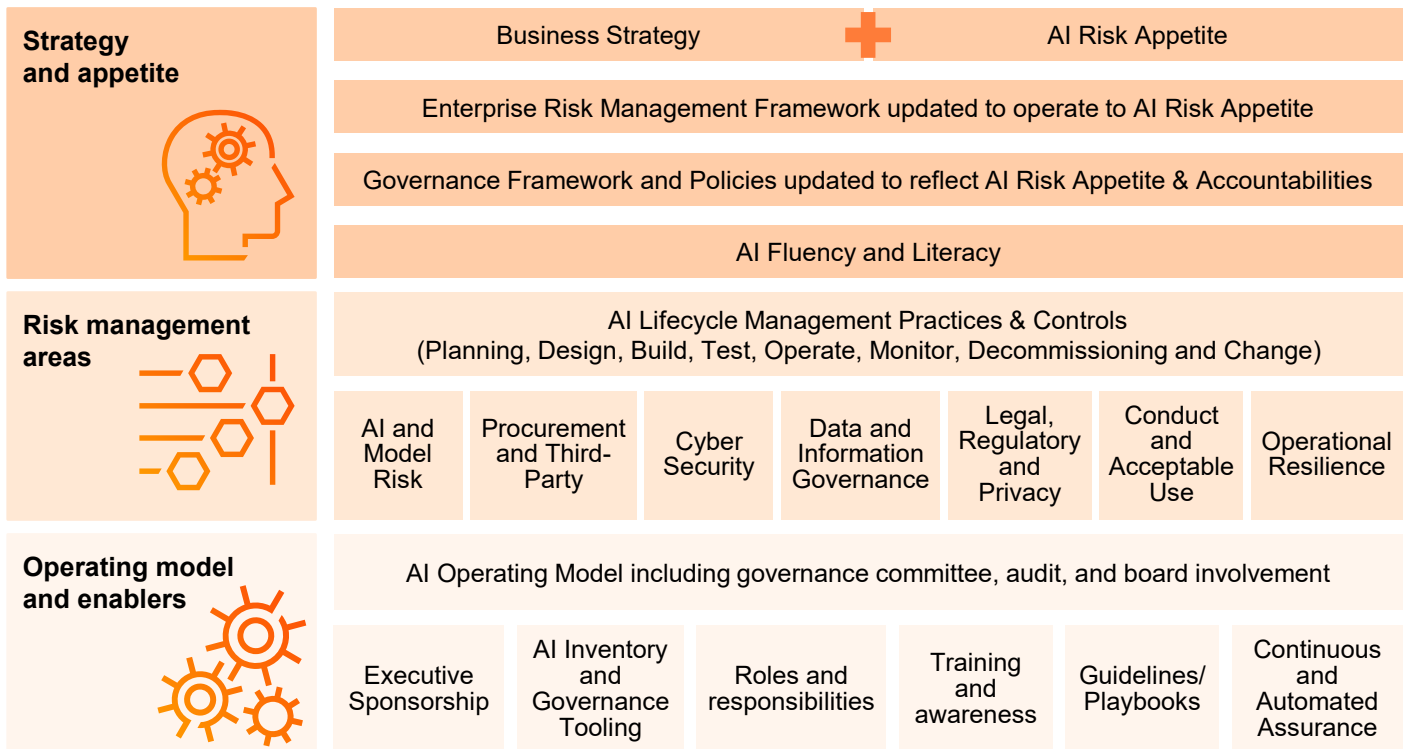 Strategy
and appetite
Business Strategy
AI Risk Appetite
Enterprise Risk Management Framework updated to operate to AI Risk Appetite
Governance Framework and Policies updated to reflect AI Risk Appetite & Accountabilities
AI Fluency and Literacy
Risk management
areas
AI Lifecycle Management Practices & Controls
(Planning, Design, Build, Test, Operate, Monitor, Decommissioning and Change)
AI and
Model
Risk
Procurement
and Third-
Party
Cyber
Security
Data and
Information
Governance
Legal,
Regulatory
and
Privacy
Conduct
and
Acceptable
Use
Operational
Resilience
Operating model
and enablers
AI Operating Model including governance committee, audit, and board involvement
Executive
Sponsorship
AI Inventory
and
Governance
Tooling
Roles and
responsibilities
Training
and
awareness
Guidelines/
Playbooks
Continuous
and
Automated
Assurance